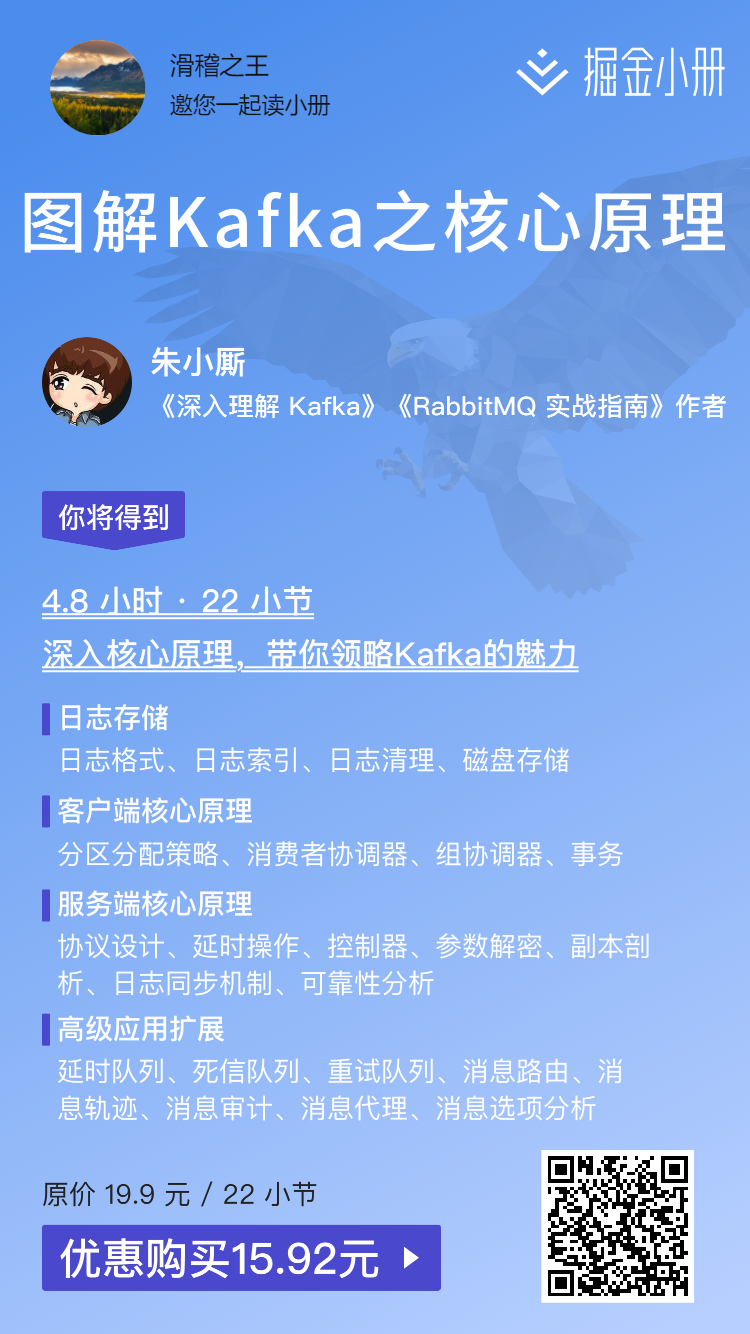 滑稽之王
邀您一起读小册
掘金小册
图解Kafka之核心原理
朱小厮
《深入理解 Kafka》《RabbitMQ 实战指南》作者
你将得到
4.8 小时 · 22 小节
深入核心原理，带你领略Kafka的魅力
日志存储
日志格式、日志索引、日志清理、磁盘存储
客户端核心原理
分区分配策略、消费者协调器、组协调器、事务
服务端核心原理
协议设计、延时操作、控制器、参数解密、副本剖
析、日志同步机制、可靠性分析
高级应用扩展
延时队列、死信队列、重试队列、消息路由、消
息轨迹、消息审计、消息代理、消息选项分析
原价 19.9 元 / 22 小节
优惠购买15.92元